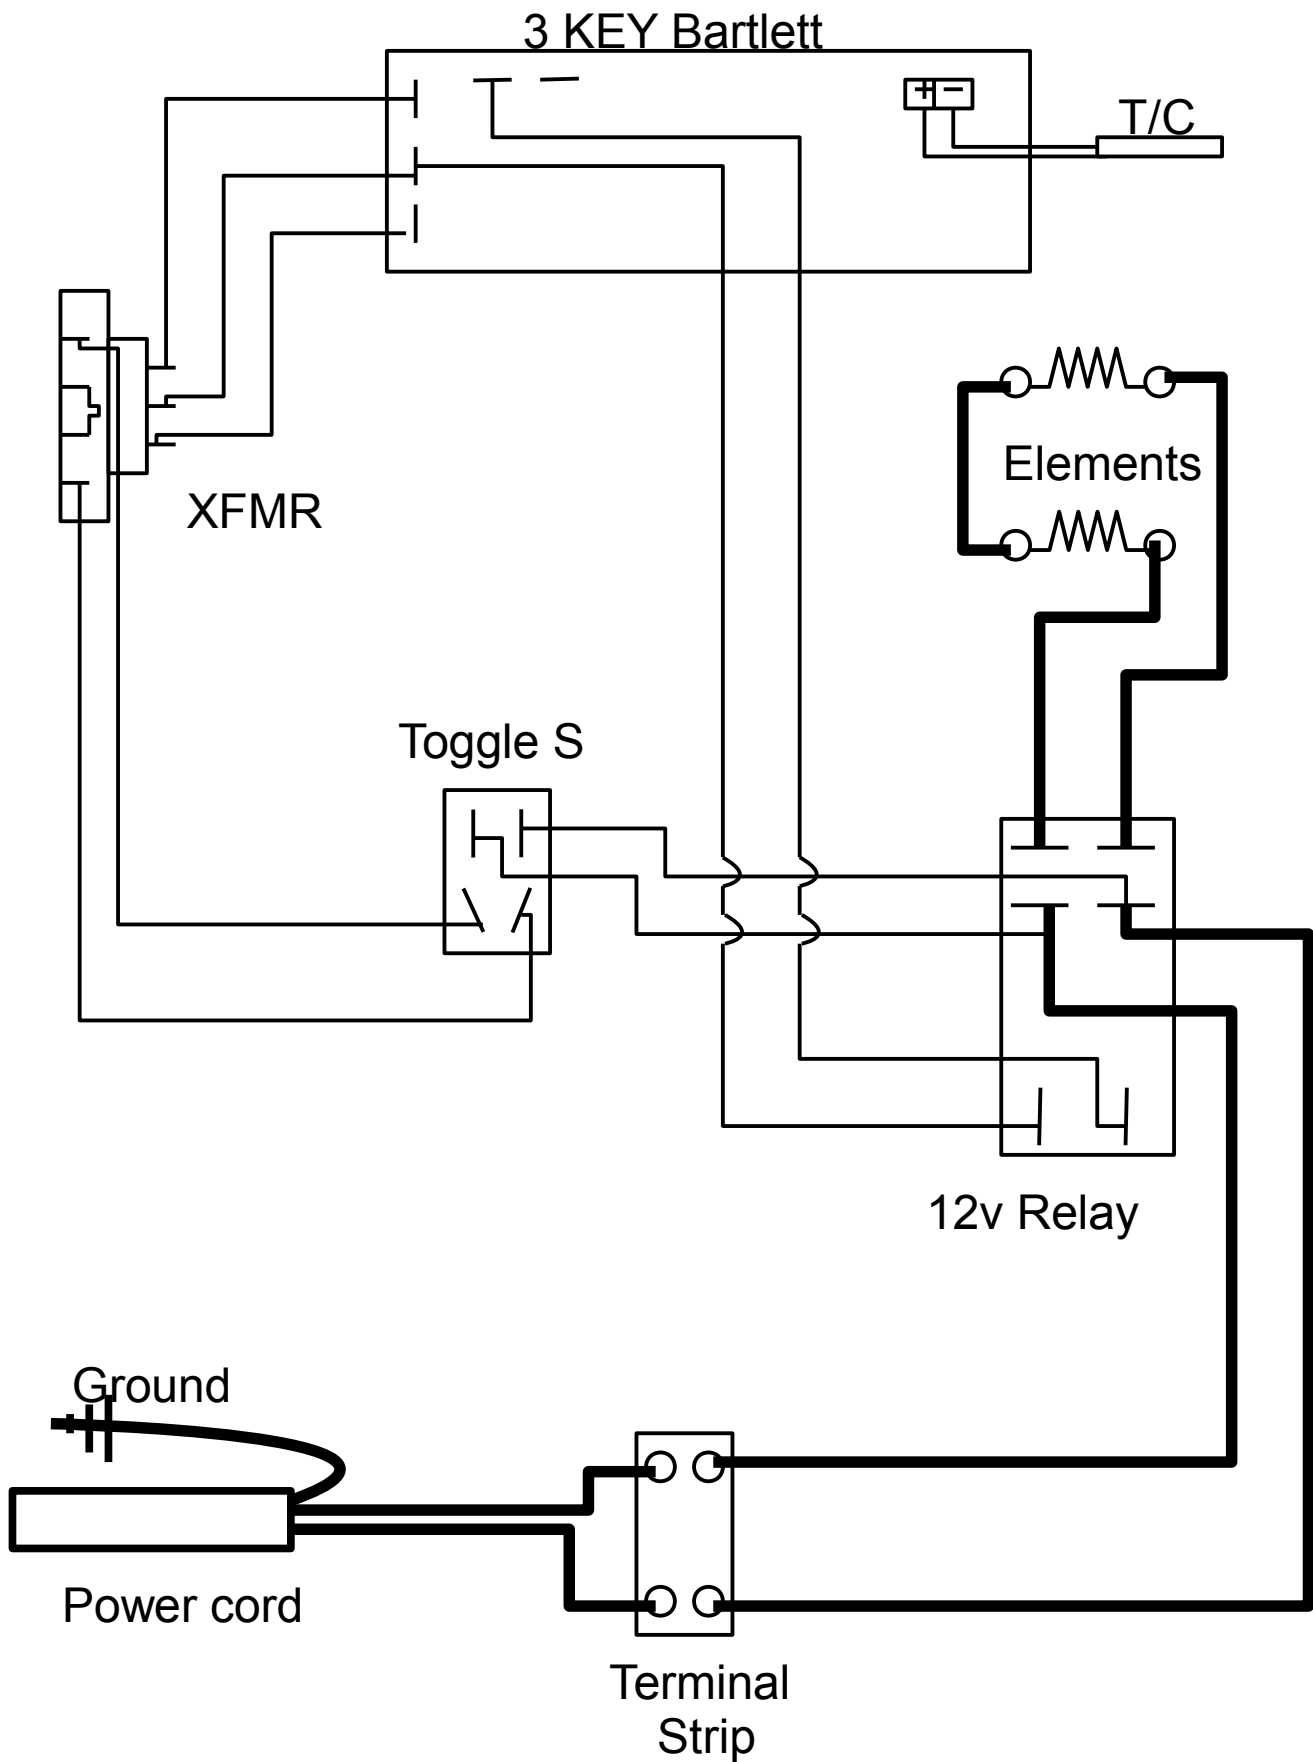 3 KEY Bartlett
+ −
T/C
Elements
XFMR
Toggle S
12v Relay
Ground
Power cord
Terminal
Strip